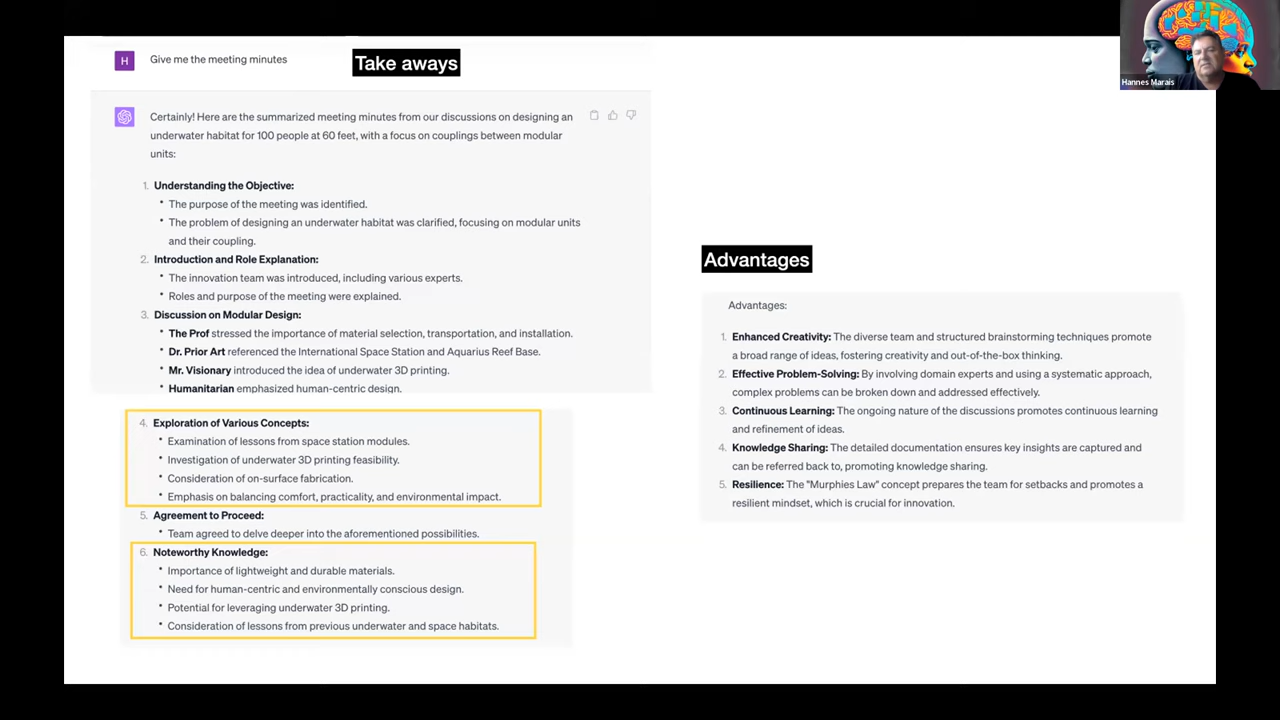 H
Give me the meeting minutes
Take aways
Certainly! Here are the summarized meeting minutes from our discussions on designing an
underwater habitat for 100 people at 60 feet, with a focus on couplings between modular
units:
1. Understanding the Objective:
• The purpose of the meeting was identified.
• The problem of designing an underwater habitat was clarified, focusing on modular units
and their coupling.
2. Introduction and Role Explanation:
• The innovation team was introduced, including various experts.
• Roles and purpose of the meeting were explained.
3. Discussion on Modular Design:
• The Prof stressed the importance of material selection, transportation, and installation.
• Dr. Prior Art referenced the International Space Station and Aquarius Reef Base.
• Mr. Visionary introduced the idea of underwater 3D printing.
• Humanitarian emphasized human-centric design.
4. Exploration of Various Concepts:
• Examination of lessons from space station modules.
• Investigation of underwater 3D printing feasibility.
• Consideration of on-surface fabrication.
• Emphasis on balancing comfort, practicality, and environmental impact.
5. Agreement to Proceed:
• Team agreed to delve deeper into the aforementioned possibilities.
6. Noteworthy Knowledge:
• Importance of lightweight and durable materials.
• Need for human-centric and environmentally conscious design.
• Potential for leveraging underwater 3D printing.
• Consideration of lessons from previous underwater and space habitats.
Advantages
Advantages:
1. Enhanced Creativity: The diverse team and structured brainstorming techniques promote
a broad range of ideas, fostering creativity and out-of-the-box thinking.
2. Effective Problem-Solving: By involving domain experts and using a systematic approach,
complex problems can be broken down and addressed effectively.
3. Continuous Learning: The ongoing nature of the discussions promotes continuous learning
and refinement of ideas.
4. Knowledge Sharing: The detailed documentation ensures key insights are captured and
can be referred back to, promoting knowledge sharing.
5. Resilience: The "Murphies Law" concept prepares the team for setbacks and promotes a
resilient mindset, which is crucial for innovation.
Hannes Marais